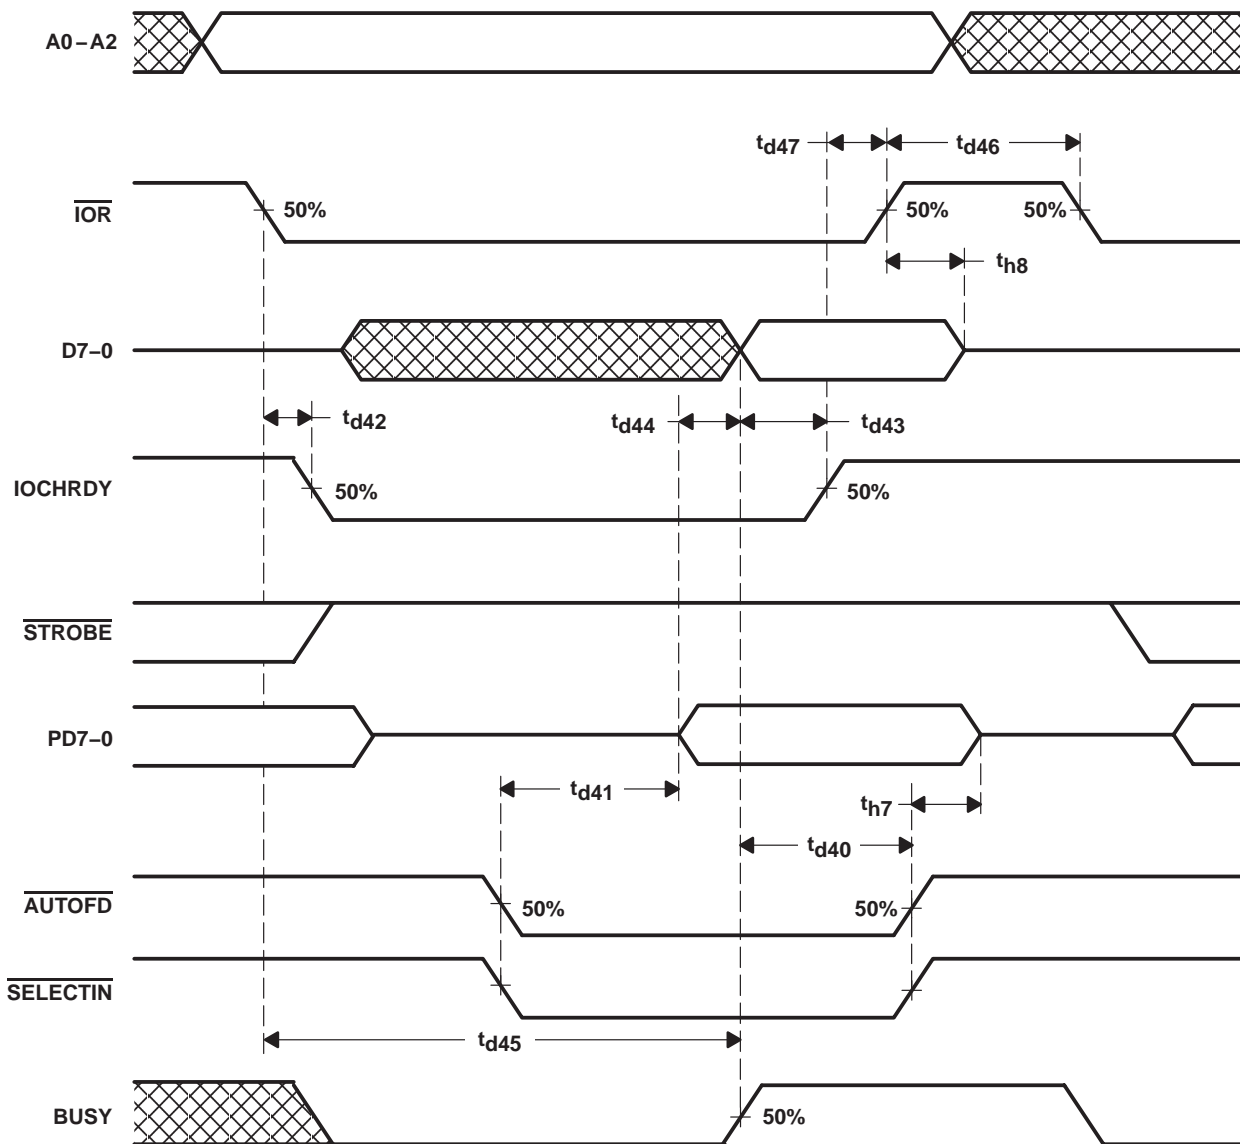 A0–A2
td47
td46
IOR
50%
50%
50%
th8
D7–0
td42
td44
td43
IOCHRDY
50%
50%
STROBE
PD7–0
td41
th7
td40
AUTOFD
50%
50%
SELECTIN
td45
BUSY
50%